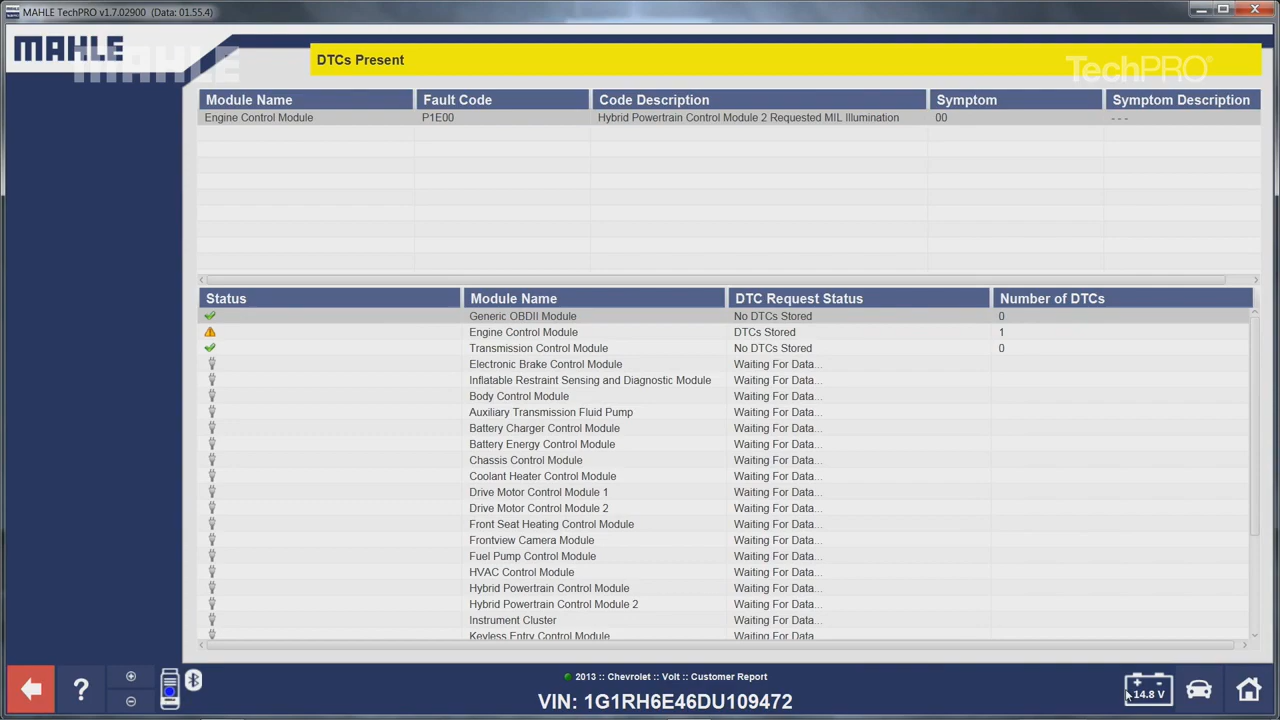 MAHLE TechPRO v1.7.02900 (Data: 01.55.4)
MAHLE
MAHLE
DTCs Present
TechPRO®
Module Name Fault Code Code Description Symptom Symptom Description
Engine Control Module P1E00 Hybrid Powertrain Control Module 2 Requested MIL Illumination 00 - - -
Status Module Name DTC Request Status Number of DTCs
Generic OBDII Module No DTCs Stored 0
Engine Control Module DTCs Stored 1
Transmission Control Module No DTCs Stored 0
Electronic Brake Control Module Waiting For Data...
Inflatable Restraint Sensing and Diagnostic Module Waiting For Data...
Body Control Module Waiting For Data...
Auxiliary Transmission Fluid Pump Waiting For Data...
Battery Charger Control Module Waiting For Data...
Battery Energy Control Module Waiting For Data...
Chassis Control Module Waiting For Data...
Coolant Heater Control Module Waiting For Data...
Drive Motor Control Module 1 Waiting For Data...
Drive Motor Control Module 2 Waiting For Data...
Front Seat Heating Control Module Waiting For Data...
Frontview Camera Module Waiting For Data...
Fuel Pump Control Module Waiting For Data...
HVAC Control Module Waiting For Data...
Hybrid Powertrain Control Module Waiting For Data...
Hybrid Powertrain Control Module 2 Waiting For Data...
Instrument Cluster Waiting For Data...
Keyless Entry Control Module Waiting For Data
2013 :: Chevrolet :: Volt :: Customer Report
VIN: 1G1RH6E46DU109472
14.8 V